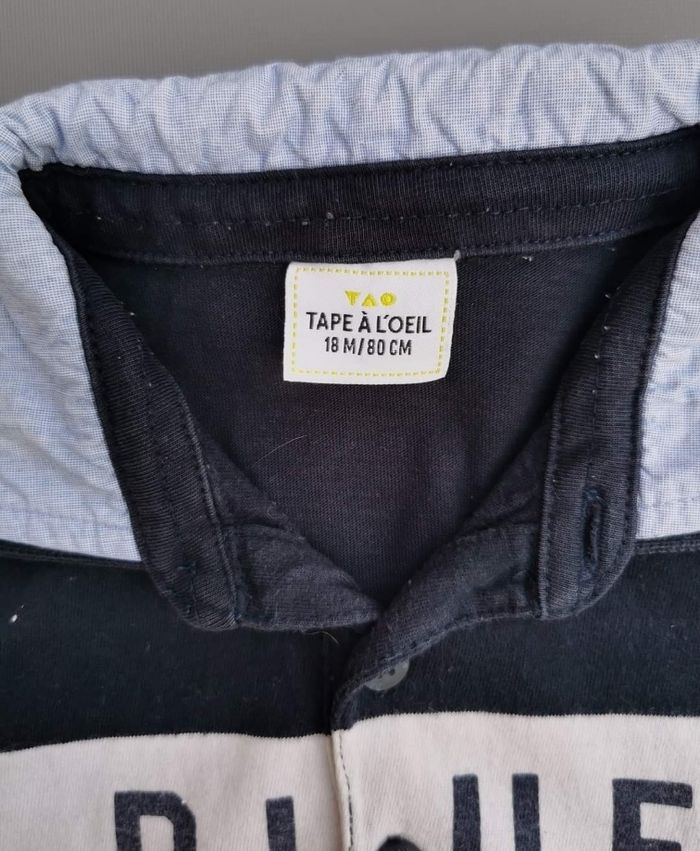 TAO
TAPE À L'OEIL
18 M/80 CM